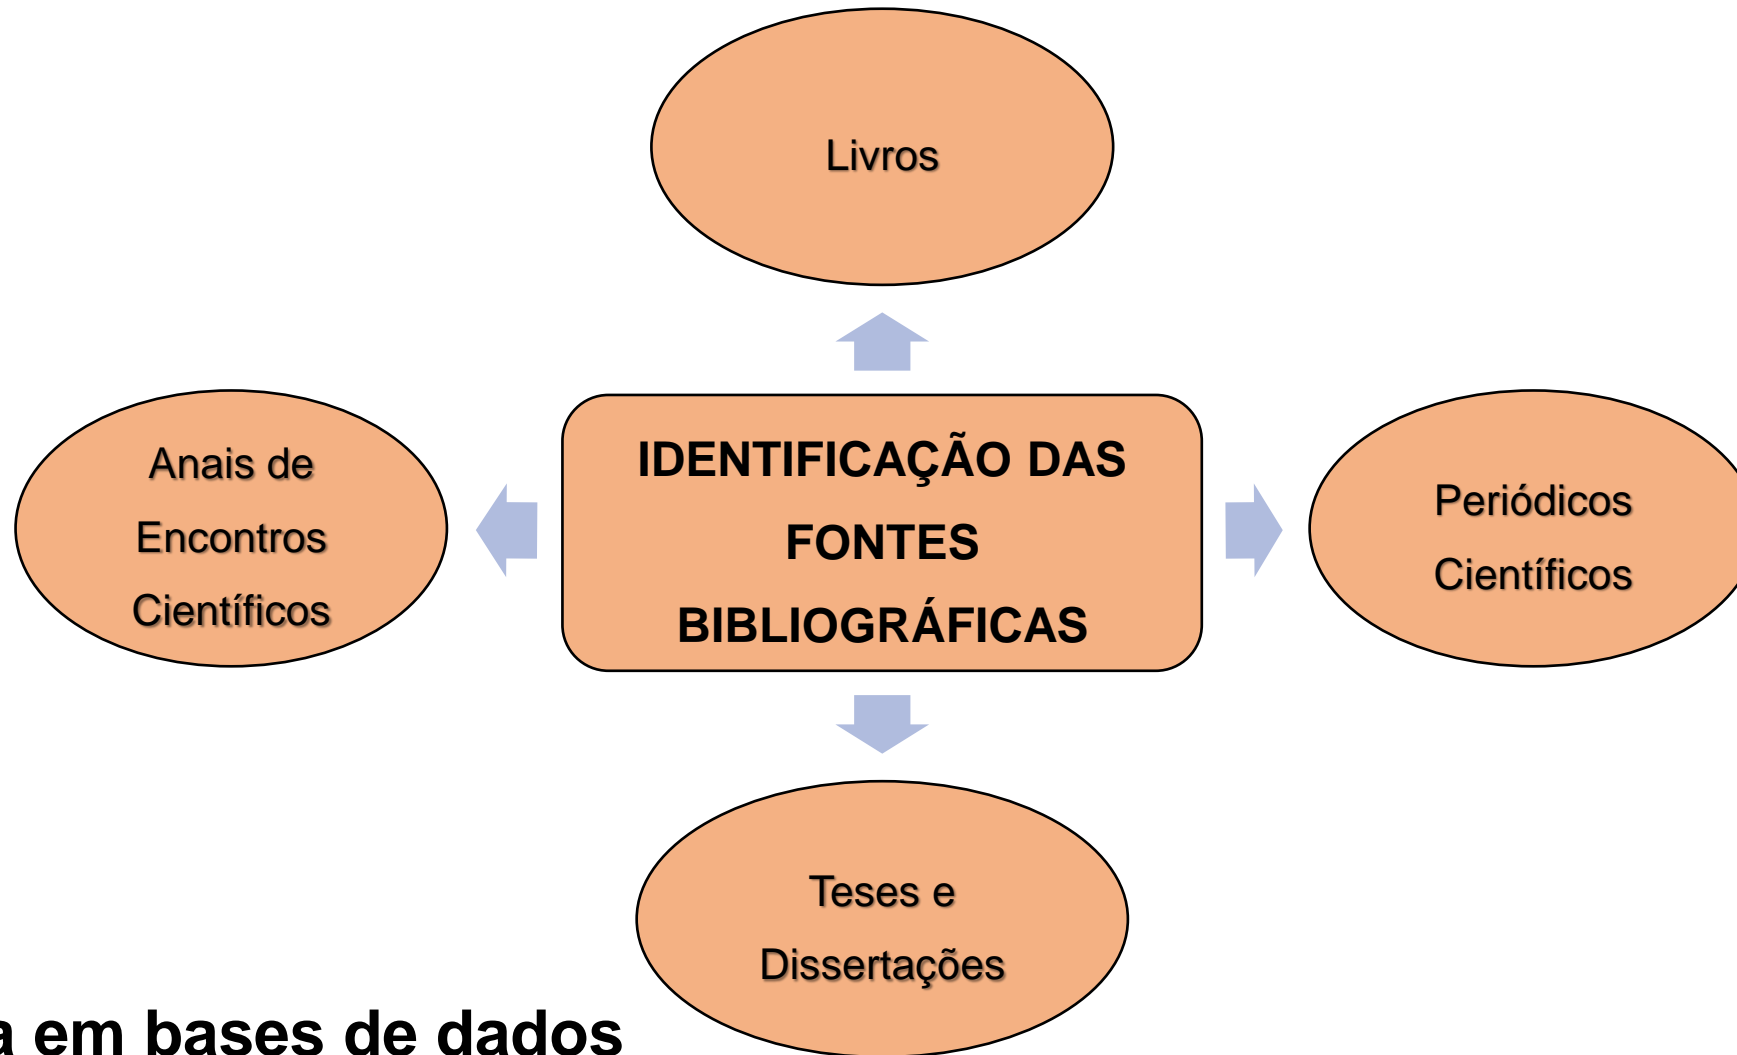 Livros
Anais de
Encontros
Científicos
IDENTIFICAÇÃO DAS
FONTES
BIBLIOGRÁFICAS
Periódicos
Científicos
Teses e
Dissertações
a em bases de dados